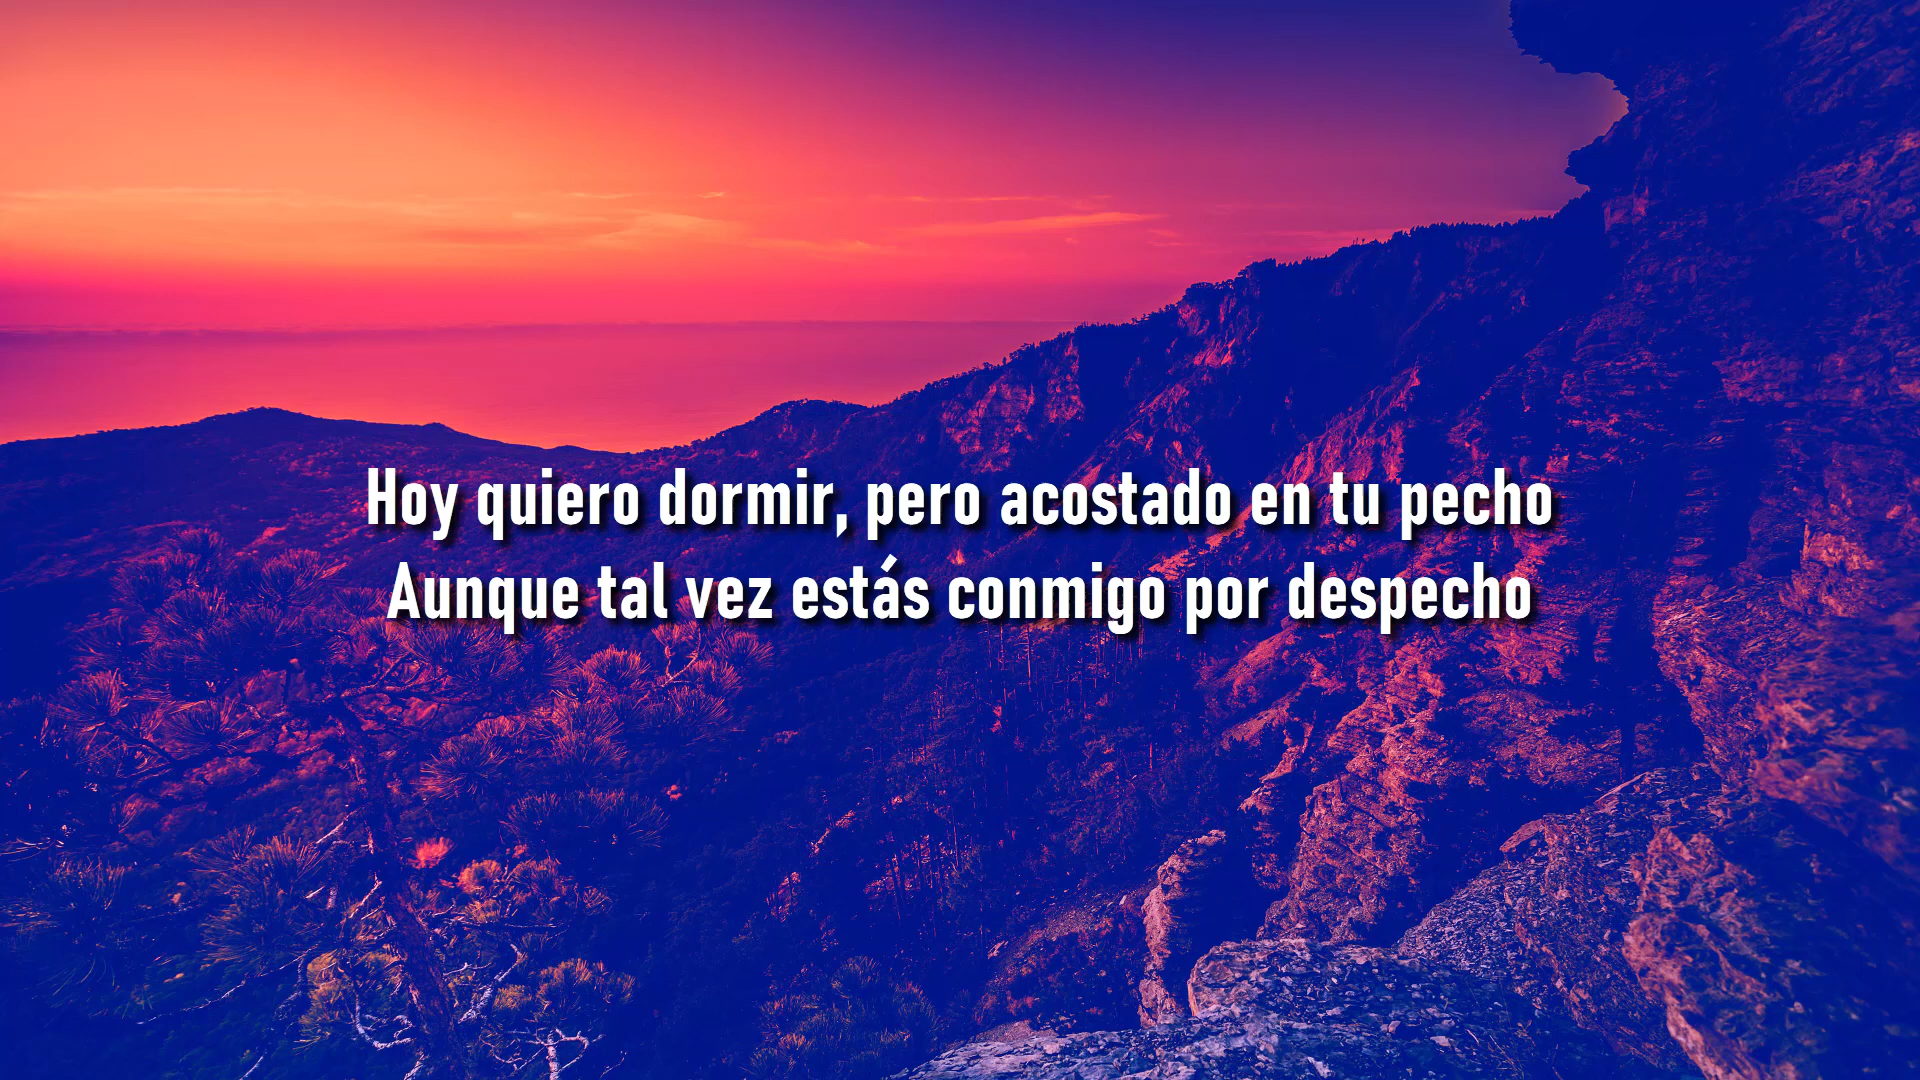 Hoy quiero dormir, pero acostado en tu pecho
Aunque tal vez estás conmigo por despecho